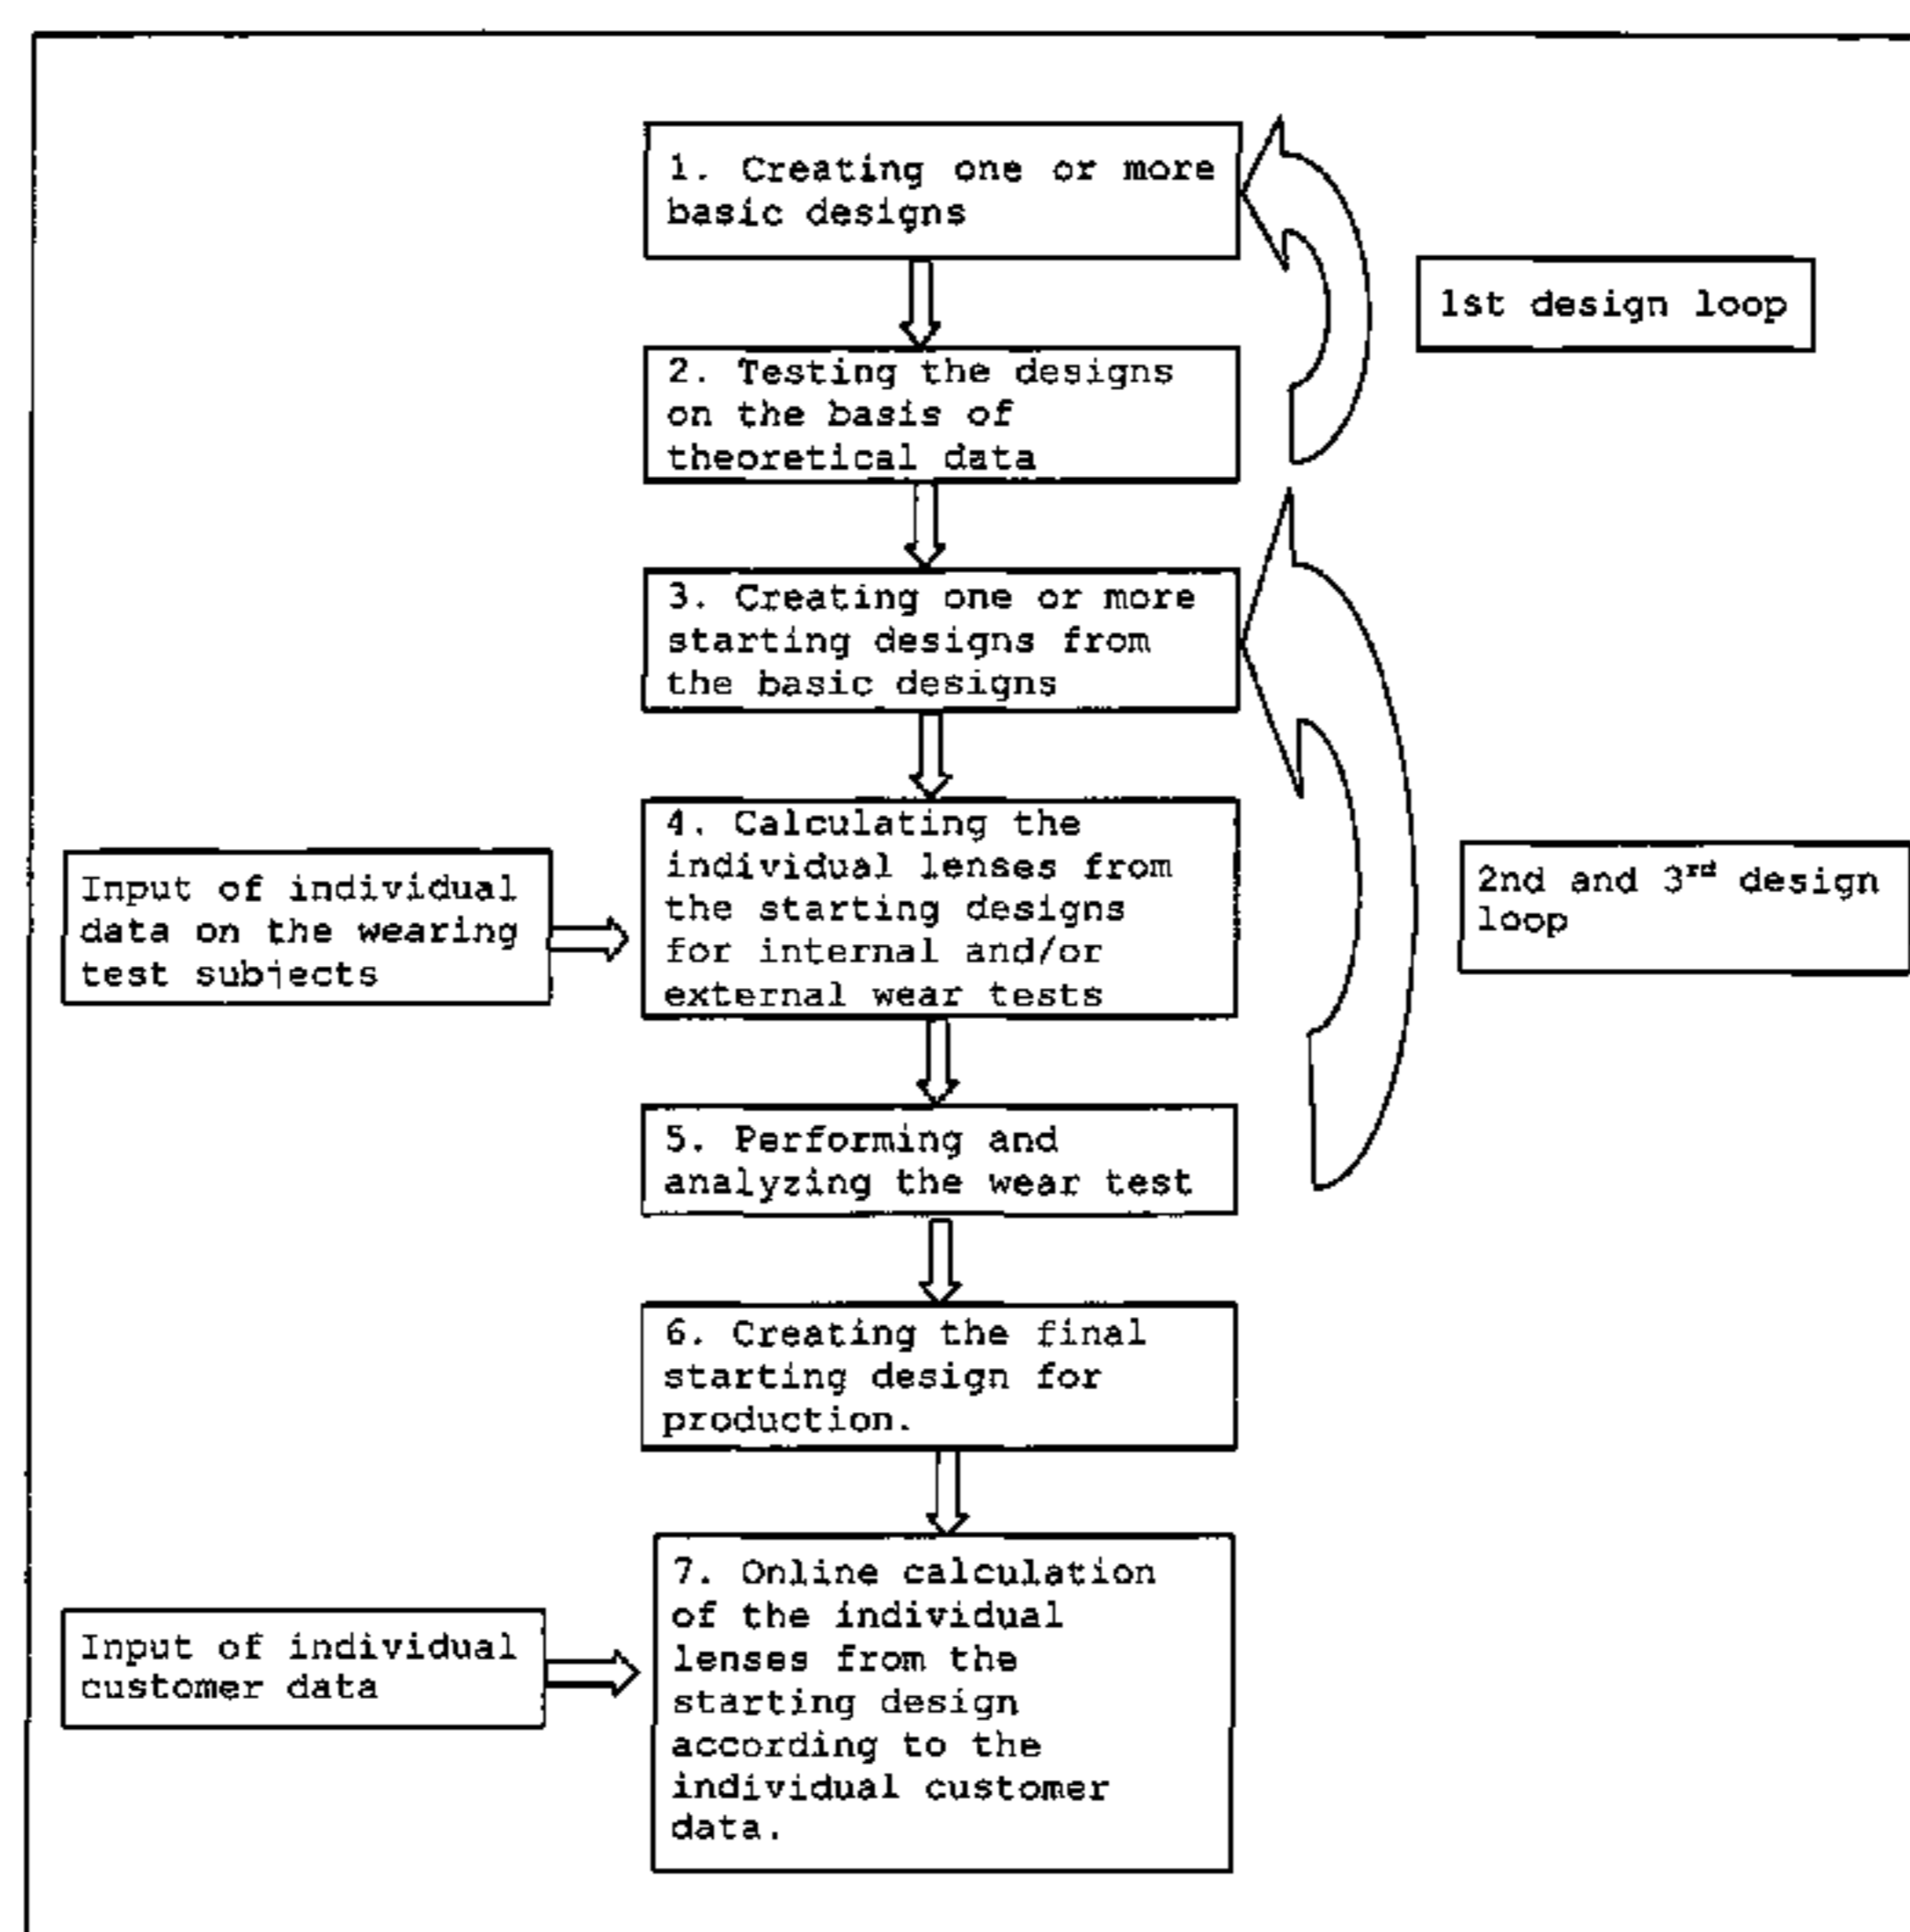 1. Creating one or more
basic designs
1st design loop
2. Testing the designs
on the basis of
theoretical data
3. Creating one or more
starting designs from
the basic designs
4. Calculating the
individual lenses from
the starting designs
for internal and/or
external wear tests
Input of individual
data on the wearing
test subjects
2nd and 3rd design
loop
5. Performing and
analyzing the wear test
6. Creating the final
starting design for
production.
7. Online calculation
of the individual
lenses from the
starting design
according to the
individual customer
data.
Input of individual
customer data